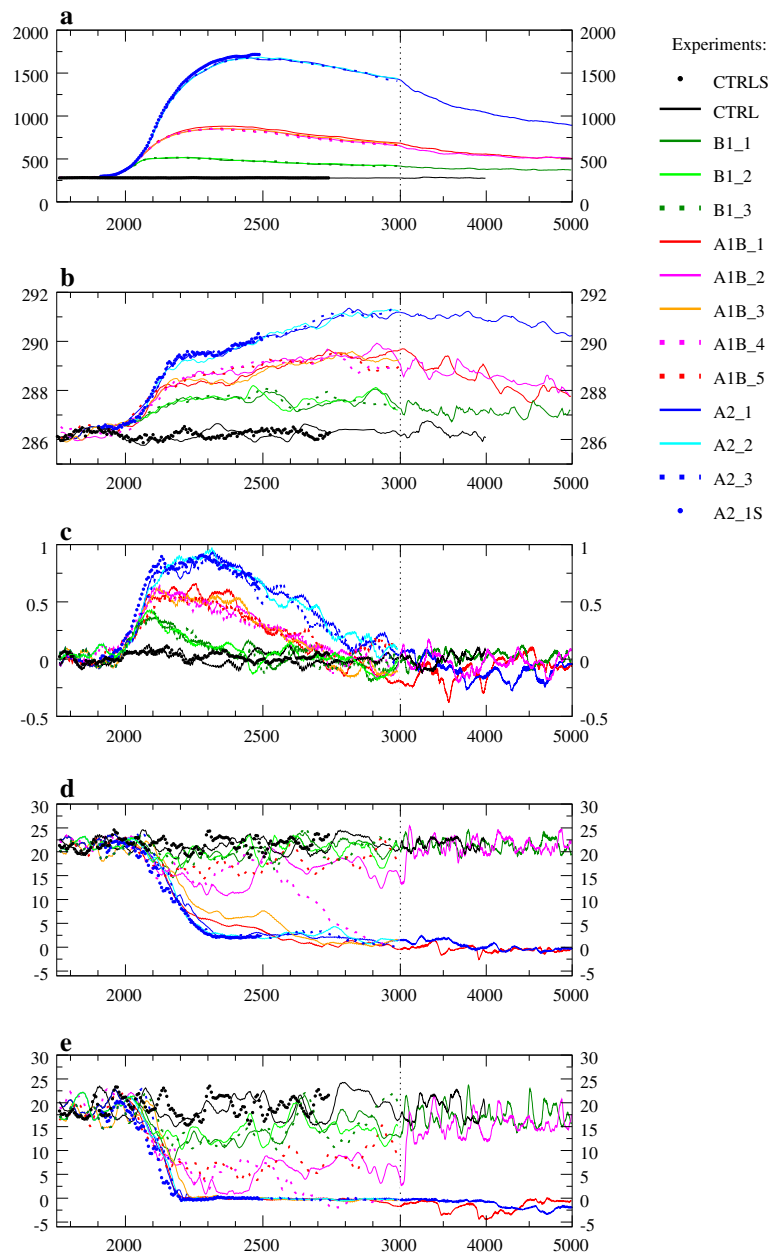 a
2000 2000
1500 1500
1000 1000
500 500
0 0
2000 2500 3000 4000 5000
b
292 292
290 290
288 288
286 286
2000 2500 3000 4000 5000
c
1 1
0.5 0.5
0 0
-0.5 -0.5
2000 2500 3000 4000 5000
d
30 30
25 25
20 20
15 15
10 10
5 5
0 0
-5 -5
2000 2500 3000 4000 5000
e
30 30
25 25
20 20
15 15
10 10
5 5
0 0
-5 -5
2000 2500 3000 4000 5000
Experiments:
CTRLS
CTRL
B1_1
B1_2
B1_3
A1B_1
A1B_2
A1B_3
A1B_4
A1B_5
A2_1
A2_2
A2_3
A2_1S